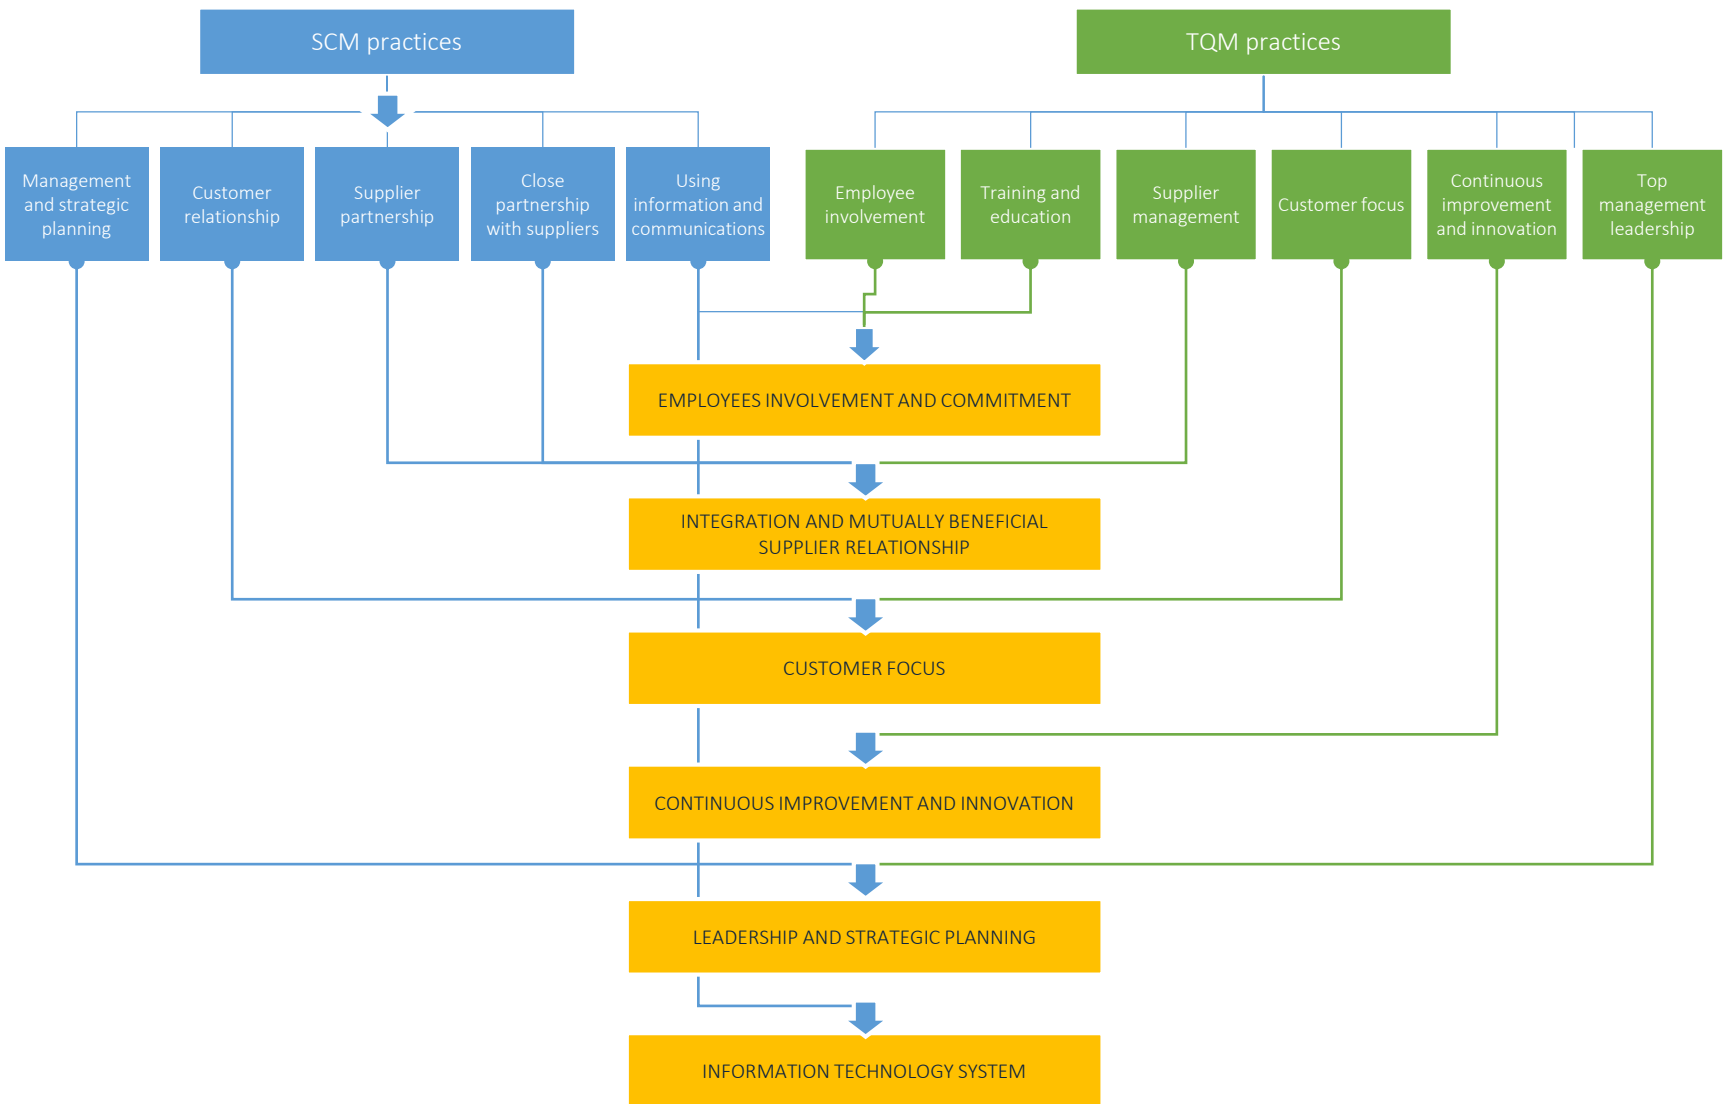 SCM practices
TQM practices
Management
and strategic
planning
Customer
relationship
Supplier
partnership
Close
partnership
with suppliers
Using
information and
communications
Employee
involvement
Training and
education
Supplier
management
Customer focus
Continuous
improvement
and innovation
Top
management
leadership
EMPLOYEES INVOLVEMENT AND COMMITMENT
INTEGRATION AND MUTUALLY BENEFICIAL
SUPPLIER RELATIONSHIP
CUSTOMER FOCUS
CONTINUOUS IMPROVEMENT AND INNOVATION
LEADERSHIP AND STRATEGIC PLANNING
INFORMATION TECHNOLOGY SYSTEM